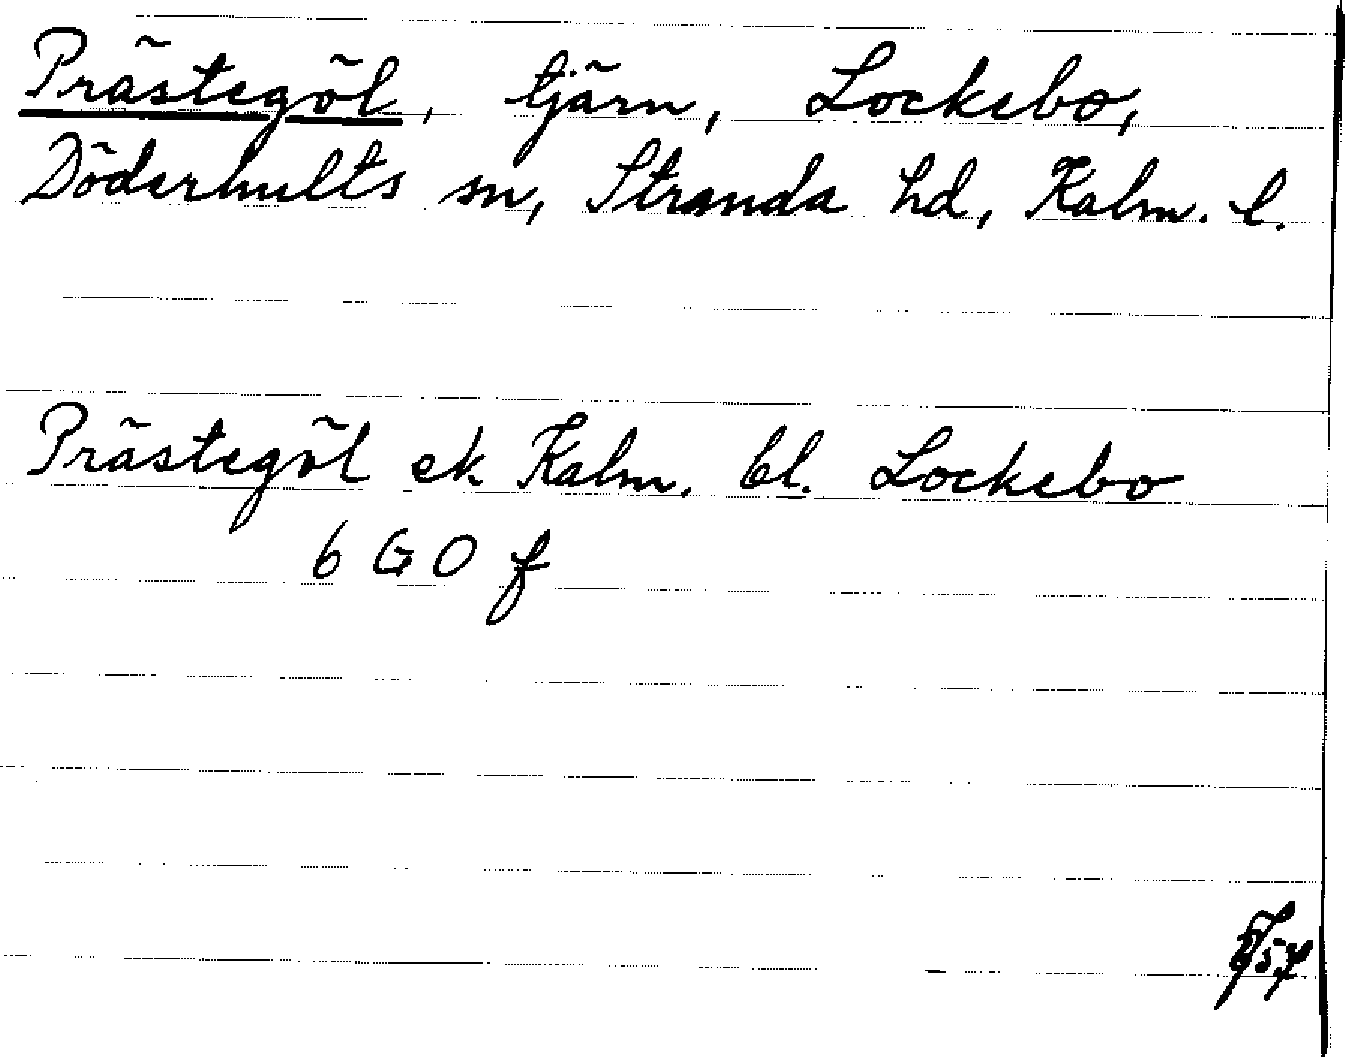 Prästegöl, tjärn, Lockebo,
Döderhults sn, Stranda hd, Kalm. l.
Prästegöl ek Kalm. bl. Lockebo
6 G O f